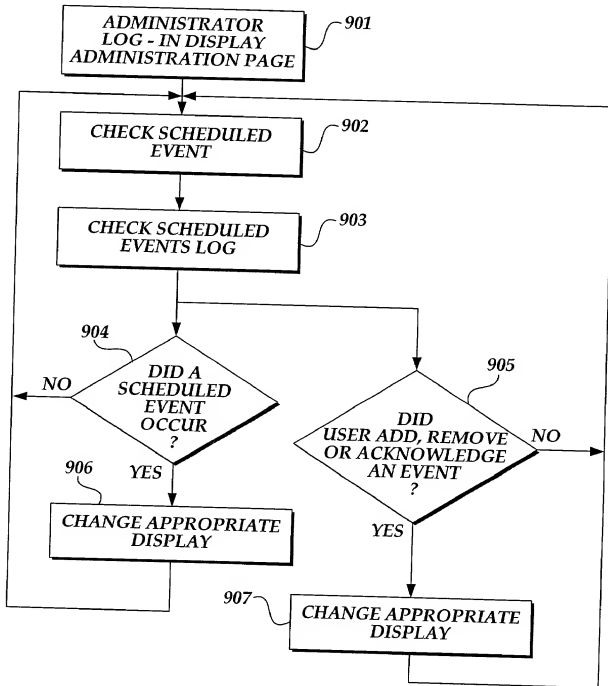 ADMINISTRATOR
LOG - IN DISPLAY
ADMINISTRATION PAGE
901
CHECK SCHEDULED
EVENT
902
CHECK SCHEDULED
EVENTS LOG
903
904
DID A
SCHEDULED
EVENT
OCCUR
?
NO
YES
905
DID
USER ADD, REMOVE
OR ACKNOWLEDGE
AN EVENT
?
NO
YES
906
CHANGE APPROPRIATE
DISPLAY
907
CHANGE APPROPRIATE
DISPLAY